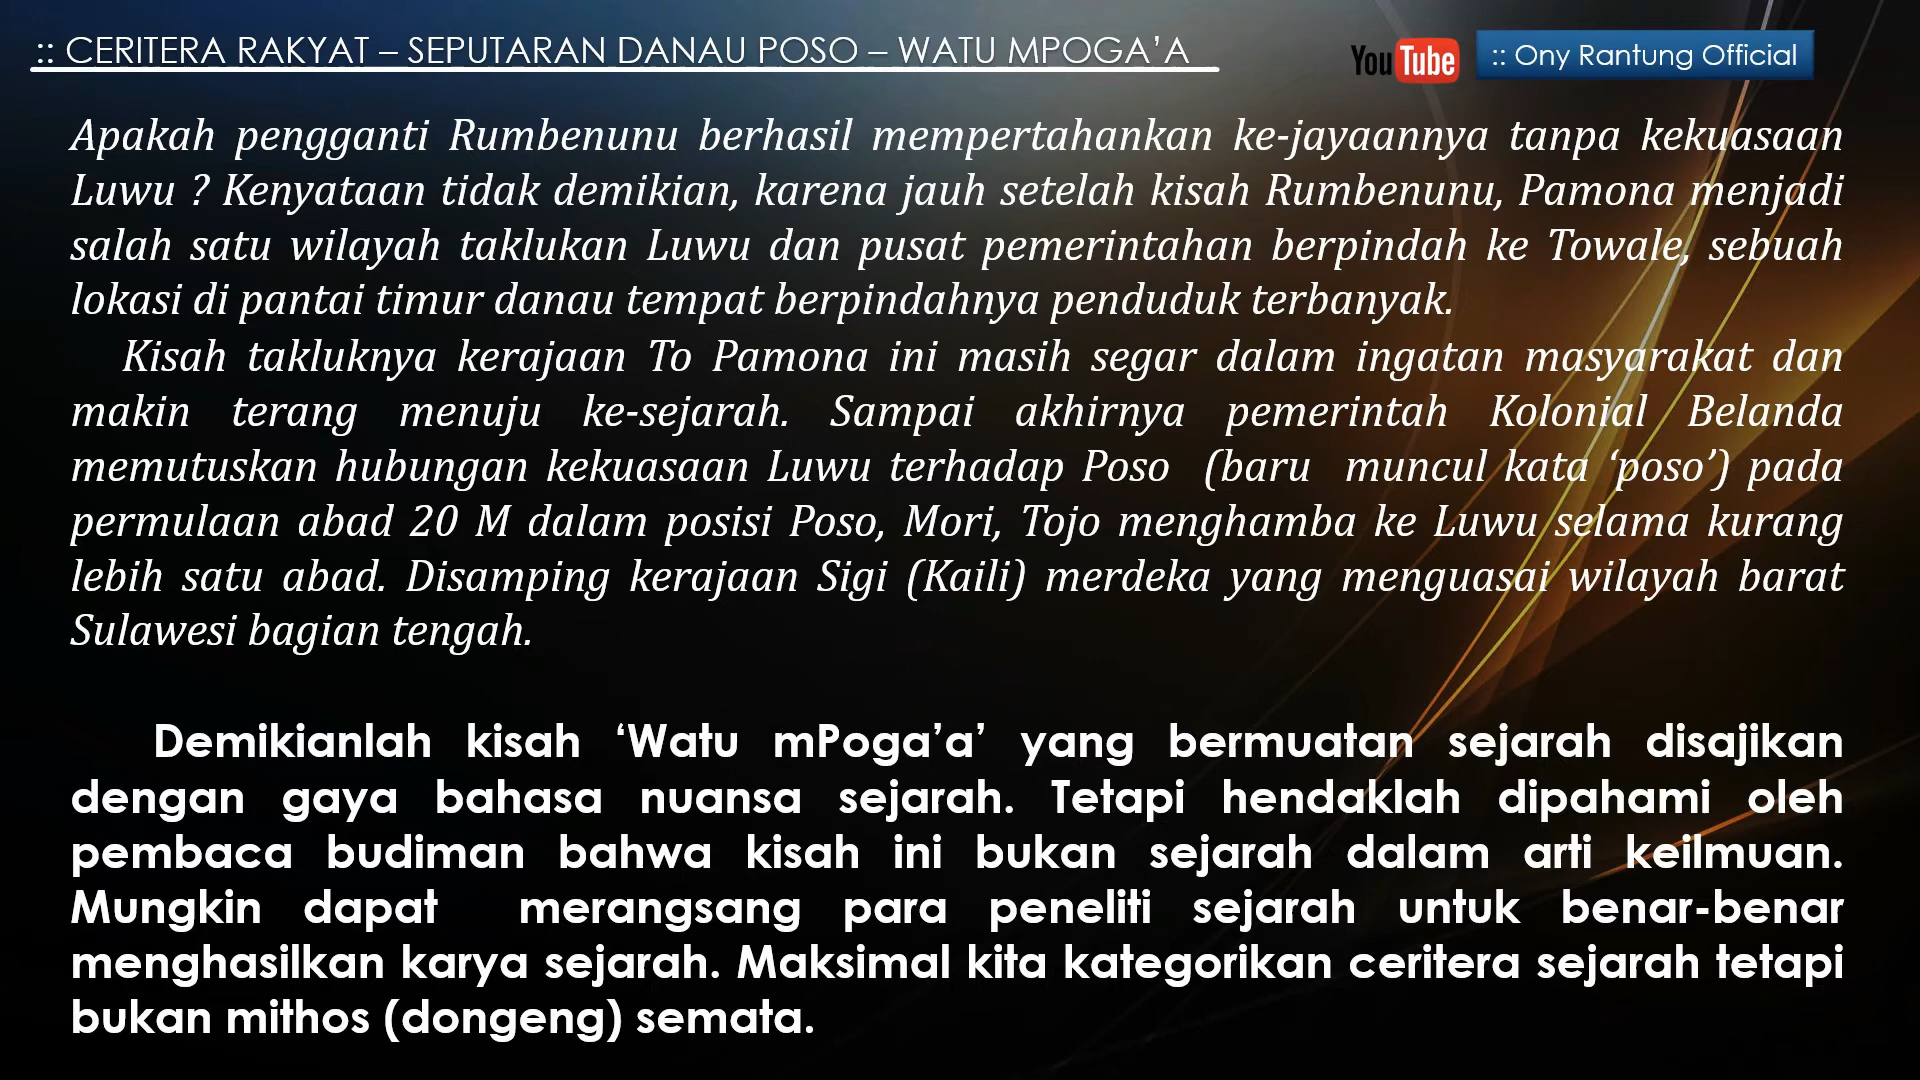 :: CERITERA RAKYAT – SEPUTARAN DANAU POSO – WATU MPOGA’A
YouTube
:: Ony Rantung Official
Apakah pengganti Rumbenunu berhasil mempertahankan ke-jayaannya tanpa kekuasaan
Luwu ? Kenyataan tidak demikian, karena jauh setelah kisah Rumbenunu, Pamona menjadi
salah satu wilayah taklukan Luwu dan pusat pemerintahan berpindah ke Towale, sebuah
lokasi di pantai timur danau tempat berpindahnya penduduk terbanyak.
Kisah takluknya kerajaan To Pamona ini masih segar dalam ingatan masyarakat dan
makin terang menuju ke-sejarah. Sampai akhirnya pemerintah Kolonial Belanda
memutuskan hubungan kekuasaan Luwu terhadap Poso (baru muncul kata ‘poso’) pada
permulaan abad 20 M dalam posisi Poso, Mori, Tojo menghamba ke Luwu selama kurang
lebih satu abad. Disamping kerajaan Sigi (Kaili) merdeka yang menguasai wilayah barat
Sulawesi bagian tengah.
Demikianlah kisah ‘Watu mPoga’a’ yang bermuatan sejarah disajikan
dengan gaya bahasa nuansa sejarah. Tetapi hendaklah dipahami oleh
pembaca budiman bahwa kisah ini bukan sejarah dalam arti keilmuan.
Mungkin dapat merangsang para peneliti sejarah untuk benar-benar
menghasilkan karya sejarah. Maksimal kita kategorikan ceritera sejarah tetapi
bukan mithos (dongeng) semata.